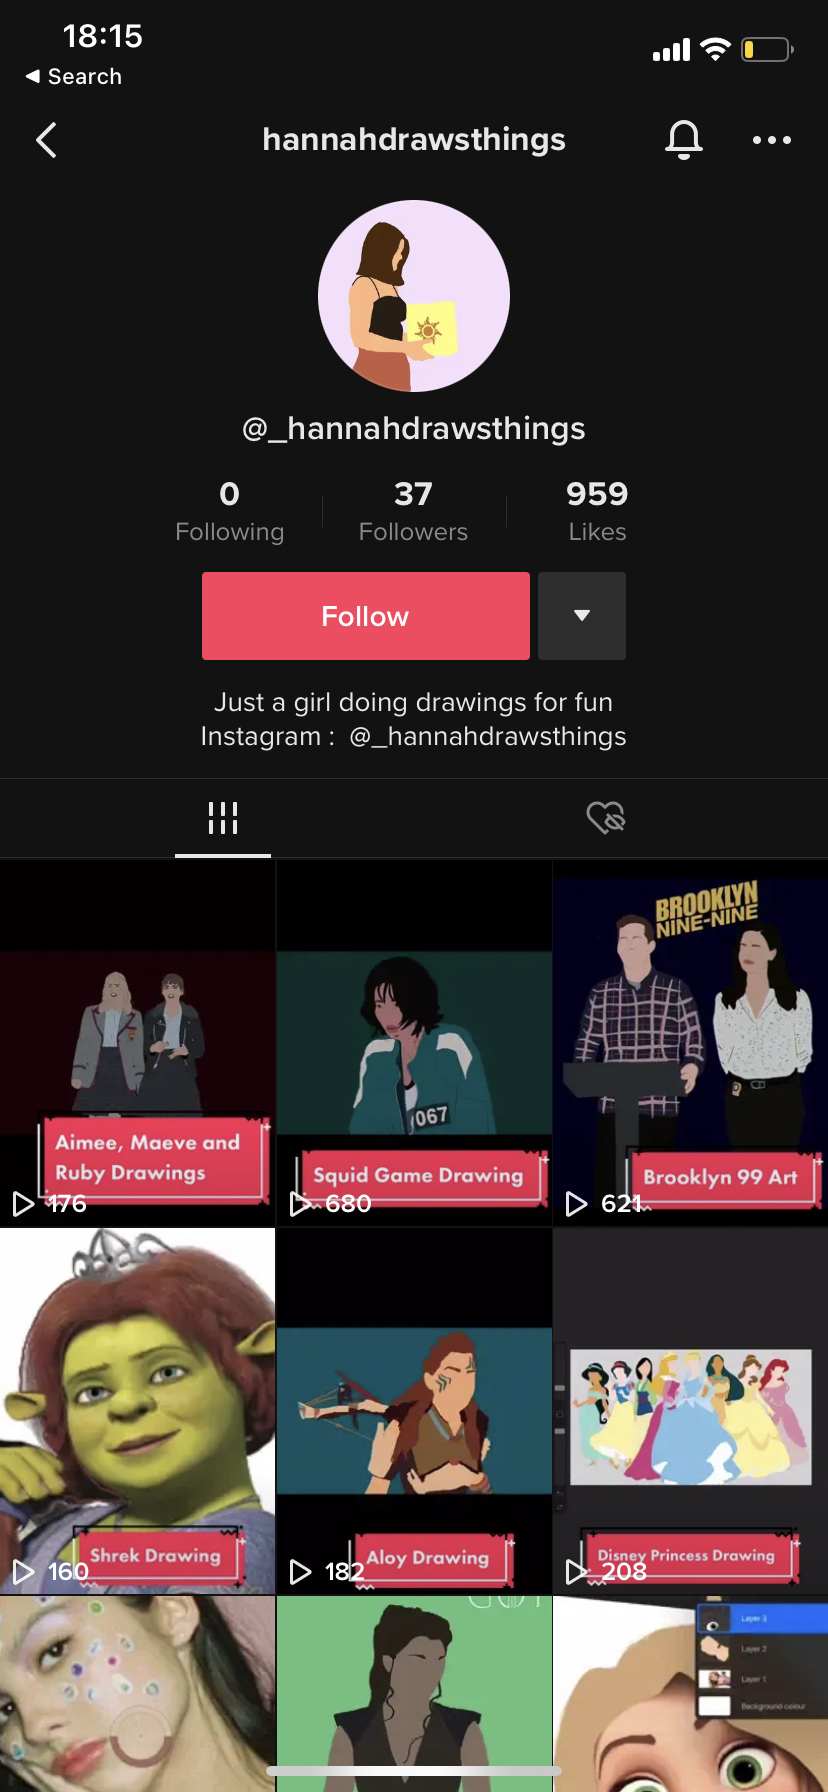 18:15
Search
hannahdrawsthings
@_hannahdrawsthings
0
Following
37
Followers
959
Likes
Follow
Just a girl doing drawings for fun
Instagram : @_hannahdrawsthings
Aimee, Maeve and
Ruby Drawings
176
067
Squid Game Drawing
680
BROOKLYN
NINE-NINE
Brooklyn 99 Art
621
Shrek Drawing
160
Aloy Drawing
182
Disney Princess Drawing
208
Layer 3
Layer 2
Layer 1
Background colour